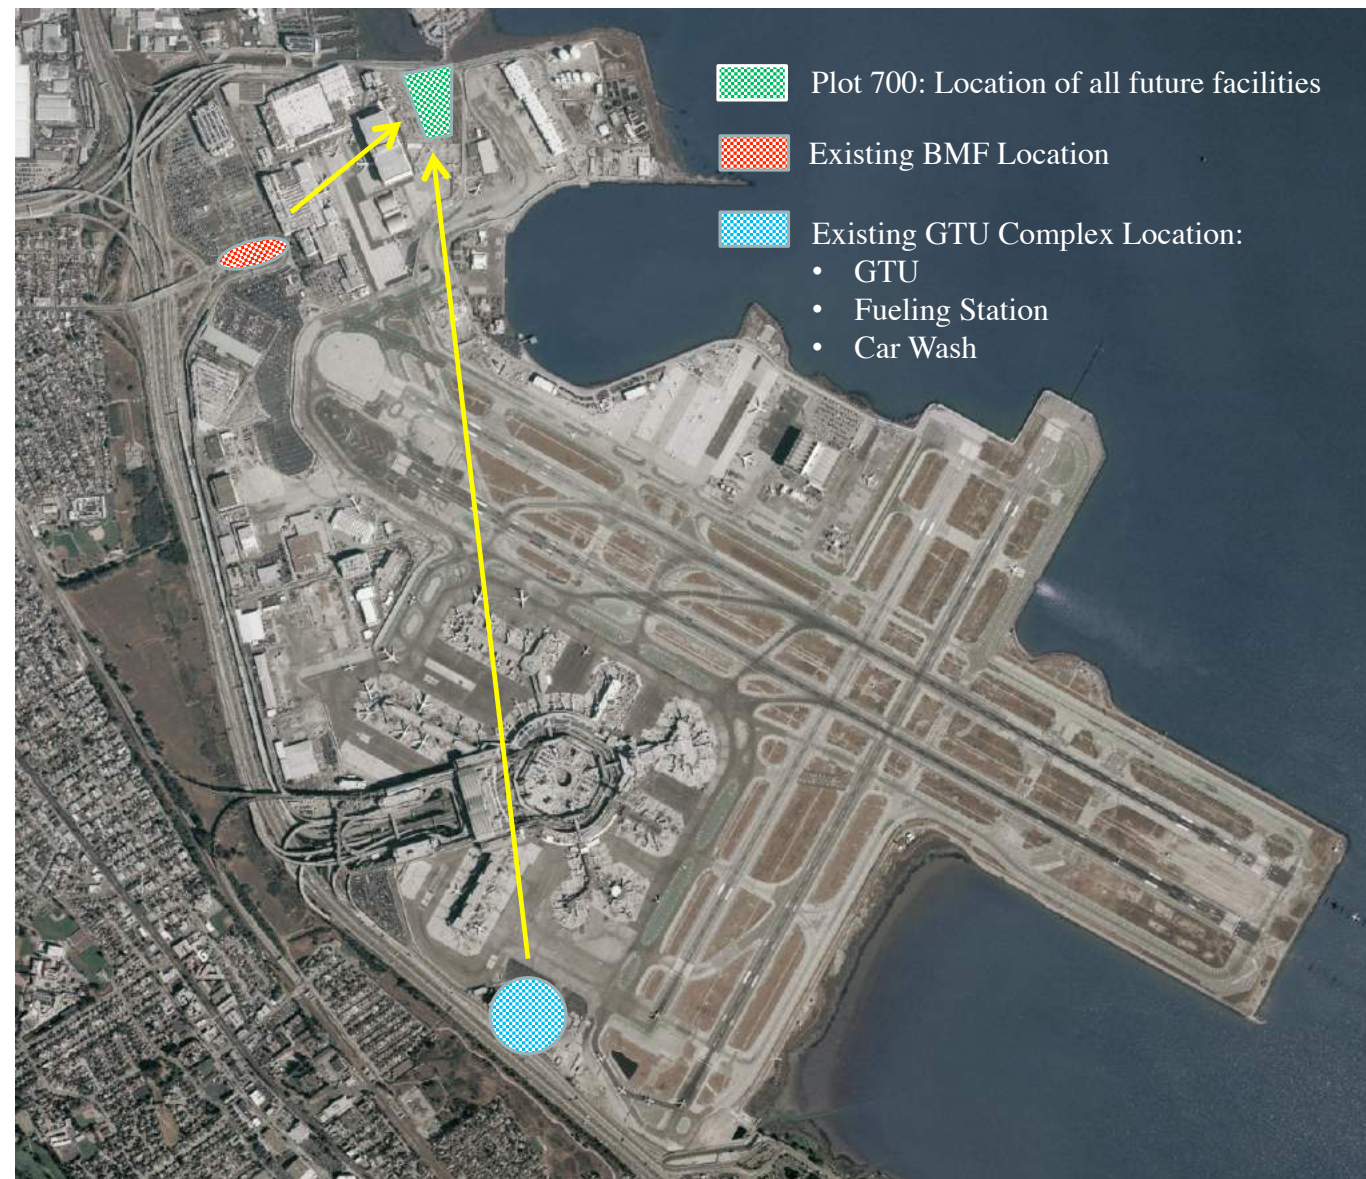 Plot 700: Location of all future facilities
Existing BMF Location
Existing GTU Complex Location:
• GTU
• Fueling Station
• Car Wash